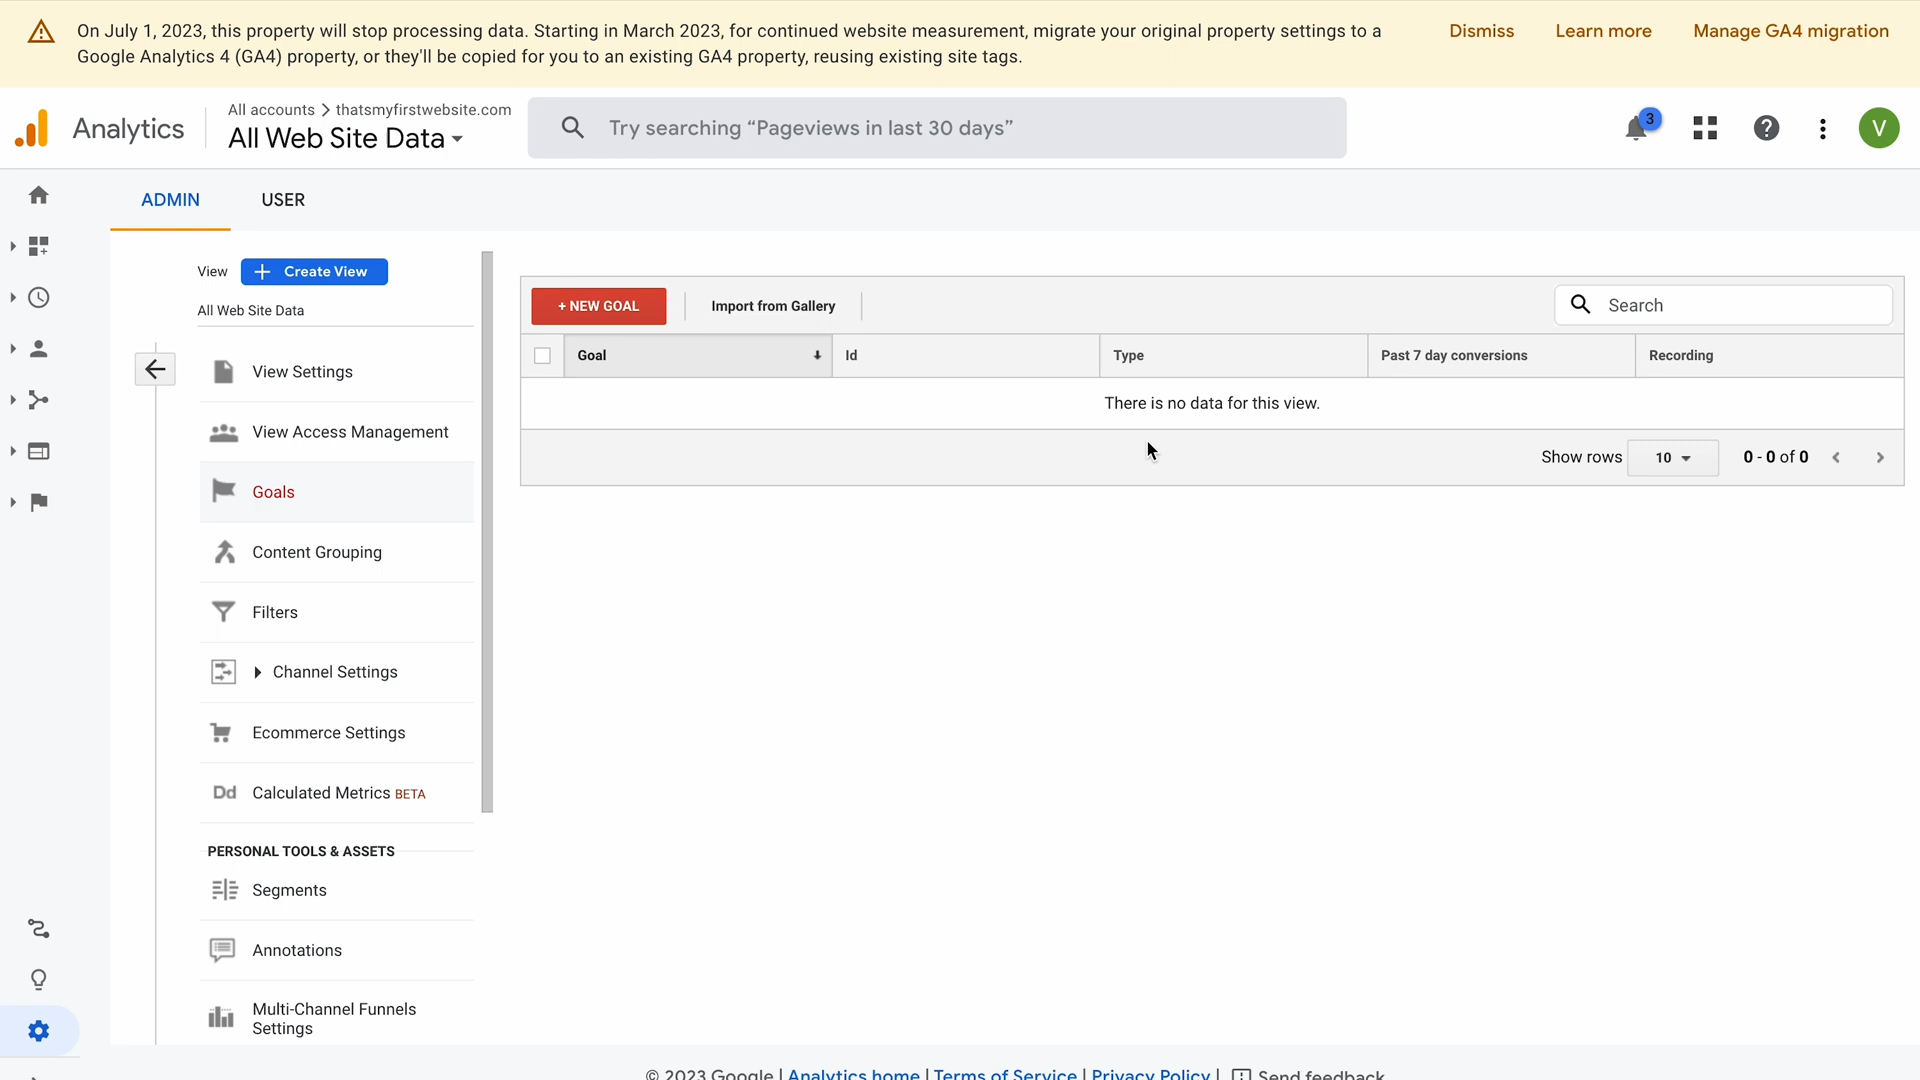 On July 1, 2023, this property will stop processing data. Starting in March 2023, for continued website measurement, migrate your original property settings to a
Google Analytics 4 (GA4) property, or they'll be copied for you to an existing GA4 property, reusing existing site tags.
Dismiss
Learn more
Manage GA4 migration
Analytics
All accounts > thatsmyfirstwebsite.com
All Web Site Data
Try searching “Pageviews in last 30 days”
3
V
ADMIN
USER
View
+ Create View
All Web Site Data
View Settings
View Access Management
Goals
Content Grouping
Filters
Channel Settings
Ecommerce Settings
Dd Calculated Metrics BETA
PERSONAL TOOLS & ASSETS
Segments
Annotations
Multi-Channel Funnels
Settings
+ NEW GOAL
Import from Gallery
Search
Goal
Id
Type
Past 7 day conversions
Recording
There is no data for this view.
Show rows
10
0 - 0 of 0
© 2023 Google | Analytics home | Terms of Service | Privacy Policy | Send feedback